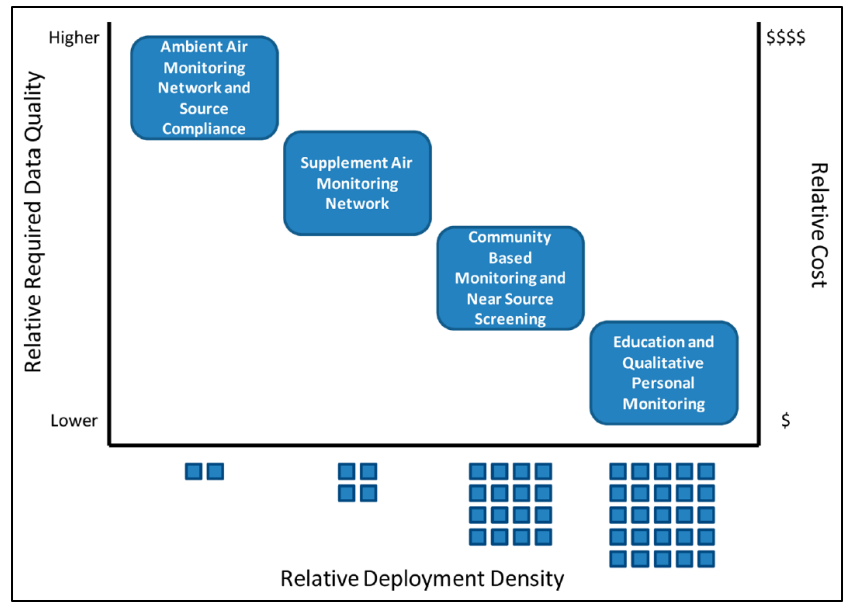 Higher
$$$$
Relative Required Data Quality
Ambient Air
Monitoring
Network and
Source
Compliance
Supplement Air
Monitoring
Network
Community
Based
Monitoring and
Near Source
Screening
Education and
Qualitative
Personal
Monitoring
Relative Cost
Lower
$
Relative Deployment Density